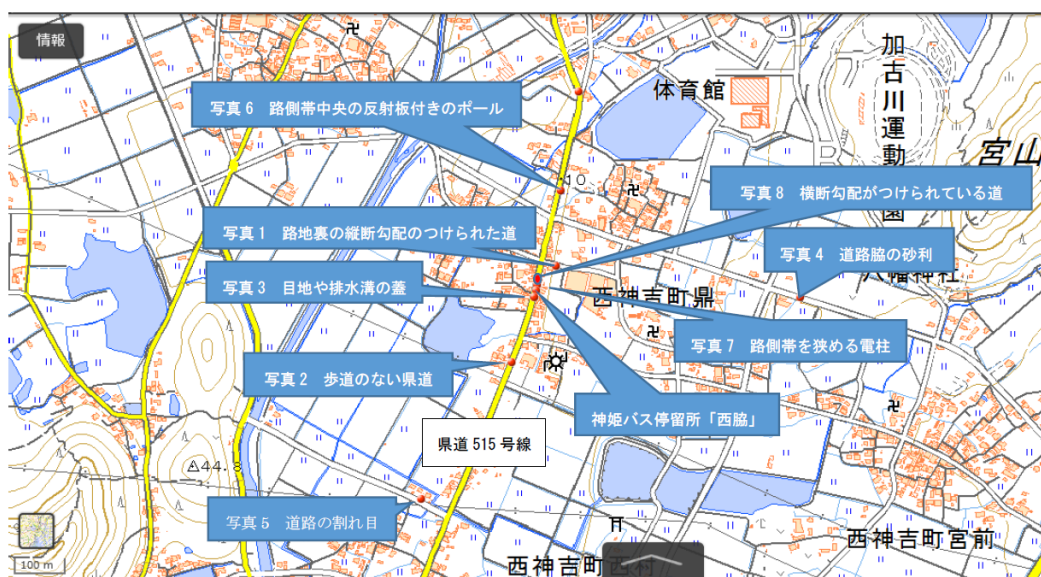 情報
体育館
加古川運動
園
宮山
写真6 路側帯中央の反射板付きのポール
10
写真8 横断勾配がつけられている道
写真1 路地裏の縦断勾配のつけられた道
写真4 道路脇の砂利
八幡神社
写真3 目地や排水溝の蓋
西神吉町鼎
写真7 路側帯を狭める電柱
写真2 歩道のない県道
神姫バス停留所「西脇」
県道515号線
44.8
写真5 道路の割れ目
西神吉町宮前
西神吉町西村
100 m